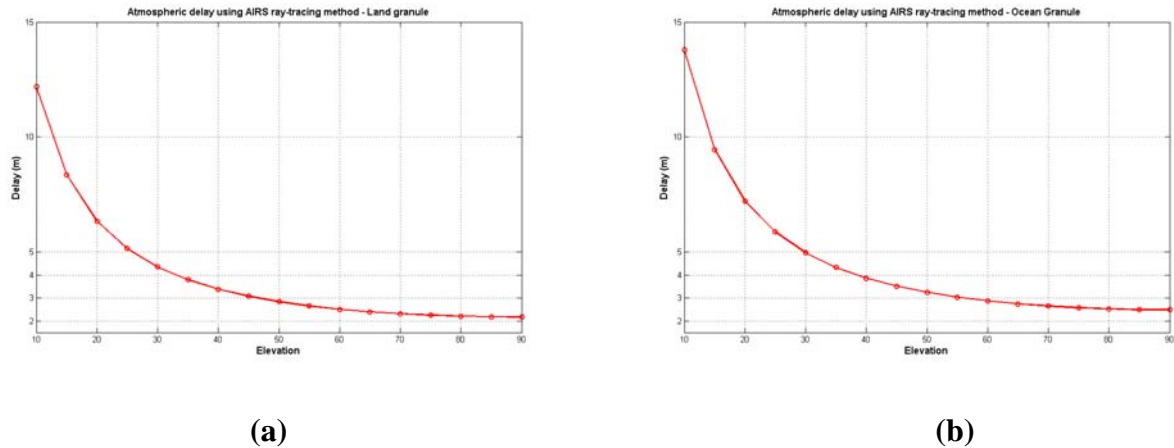 Atmospheric delay using AIRS ray-tracing method - Land granule
15
10
5
4
3
2
Delay (m)
10 20 30 40 50 60 70 80 90
Elevation
(a)
Atmospheric delay using AIRS ray-tracing method - Ocean Granule
15
10
5
4
3
2
Delay (m)
10 20 30 40 50 60 70 80 90
Elevation
(b)